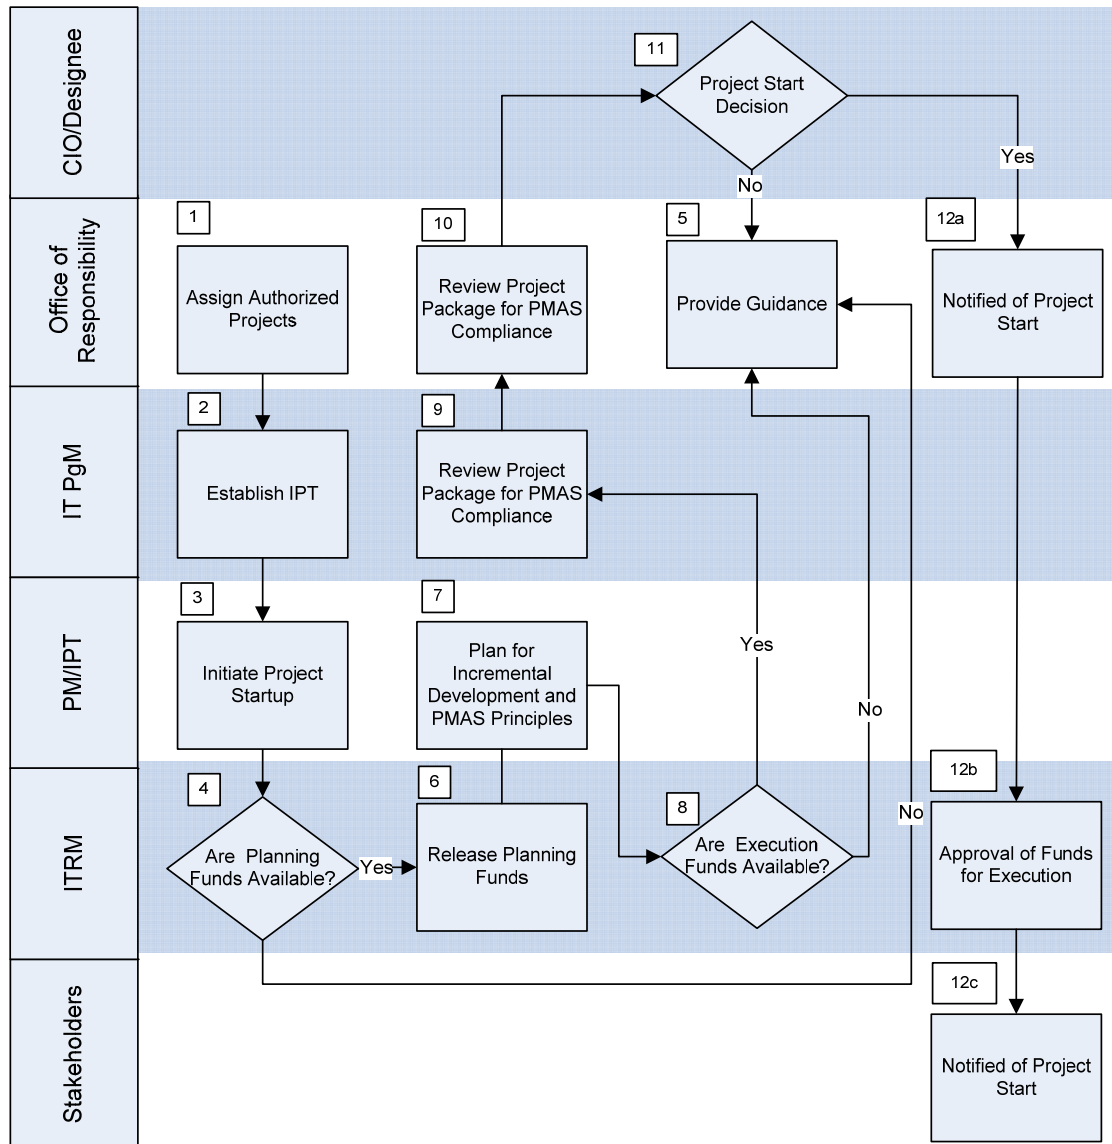 CIO/Designee
11
Project Start
Decision
Yes
No
Office of
Responsibility
1
Assign Authorized
Projects
10
Review Project
Package for PMAS
Compliance
5
Provide Guidance
12a
Notified of Project
Start
IT PgM
2
Establish IPT
9
Review Project
Package for PMAS
Compliance
PM/IPT
3
Initiate Project
Startup
7
Plan for
Incremental
Development and
PMAS Principles
Yes
No
ITRM
4
Are Planning
Funds Available?
Yes
6
Release Planning
Funds
8
Are Execution
Funds Available?
No
12b
Approval of Funds
for Execution
Stakeholders
12c
Notified of Project
Start